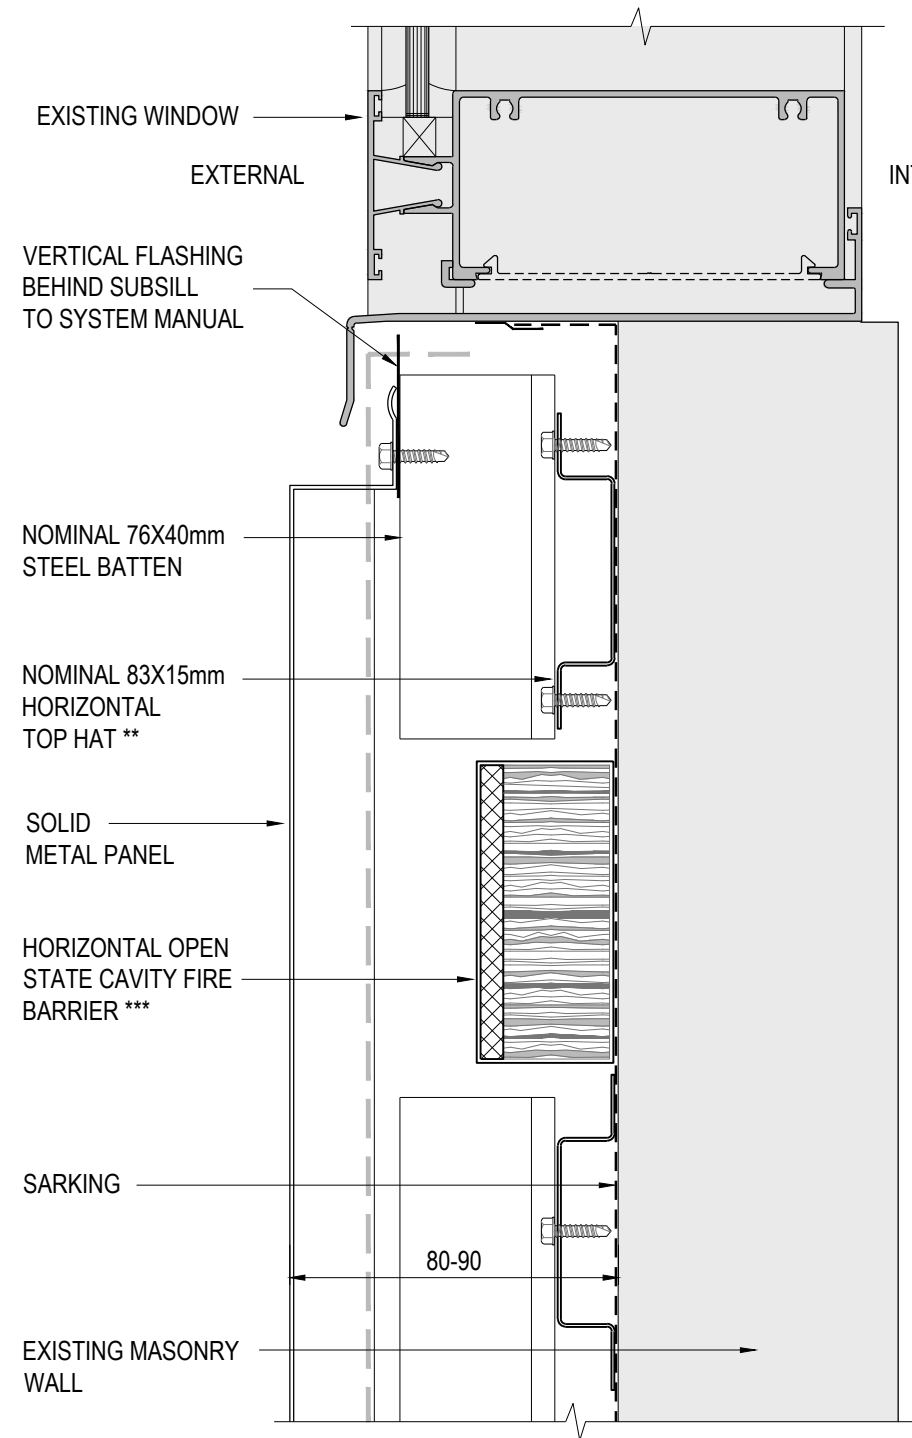 EXISTING WINDOW
EXTERNAL
INT
VERTICAL FLASHING
BEHIND SUBSILL
TO SYSTEM MANUAL
NOMINAL 76X40mm
STEEL BATTEN
NOMINAL 83X15mm
HORIZONTAL
TOP HAT **
SOLID
METAL PANEL
HORIZONTAL OPEN
STATE CAVITY FIRE
BARRIER ***
SARKING
80-90
EXISTING MASONRY
WALL